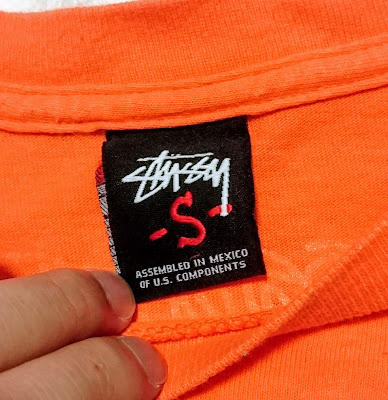 STÜSSY
-S-
ASSEMBLED IN MEXICO
OF U.S. COMPONENTS